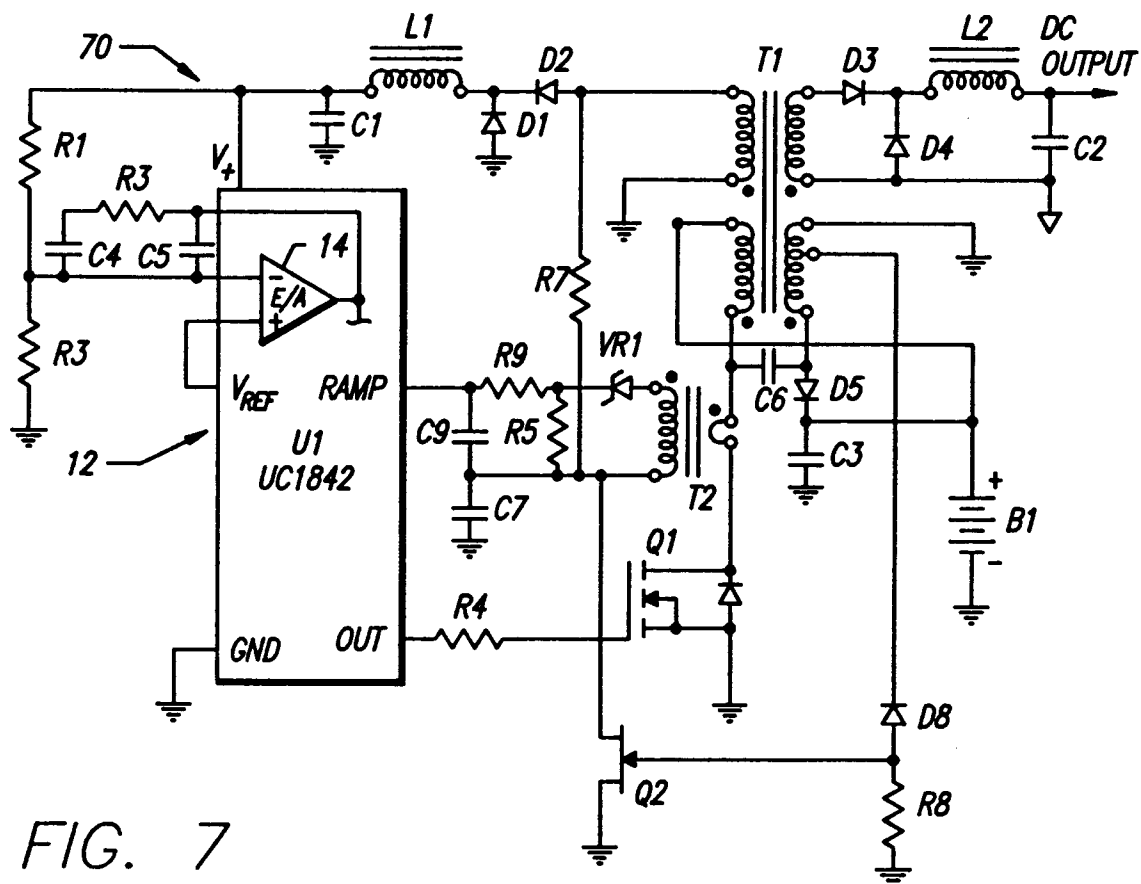 70
L1
D2
T1
D3
L2
DC
OUTPUT
R1
V+
C1
D1
D4
C2
R3
C4
C5
14
-
E/A
+
R7
R3
VREF
RAMP
R9
VR1
C6
D5
12
U1
UC1842
C9
R5
T2
C3
C7
+
B1
-
Q1
R4
GND
OUT
D8
Q2
R8
FIG. 7